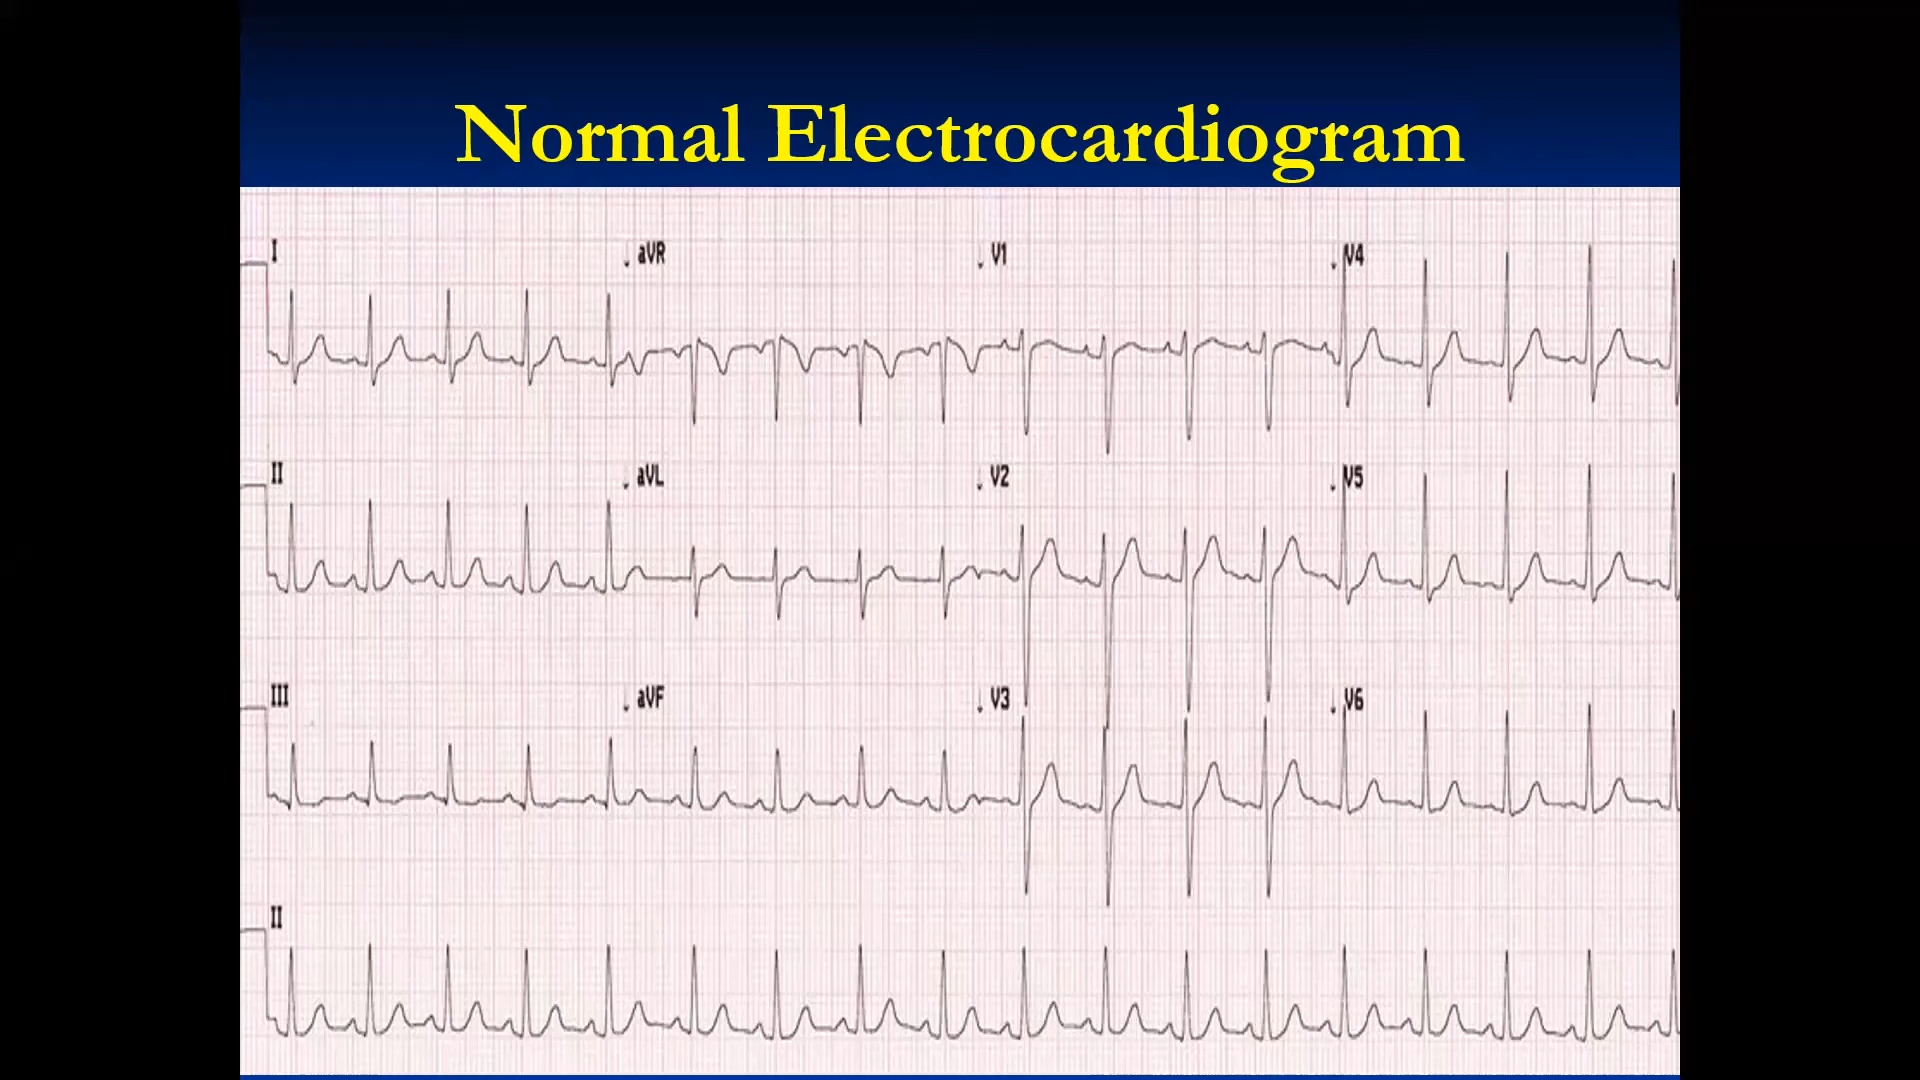 Normal Electrocardiogram
I aVR V1 V4
II aVL V2 V5
III aVF V3 V6
II